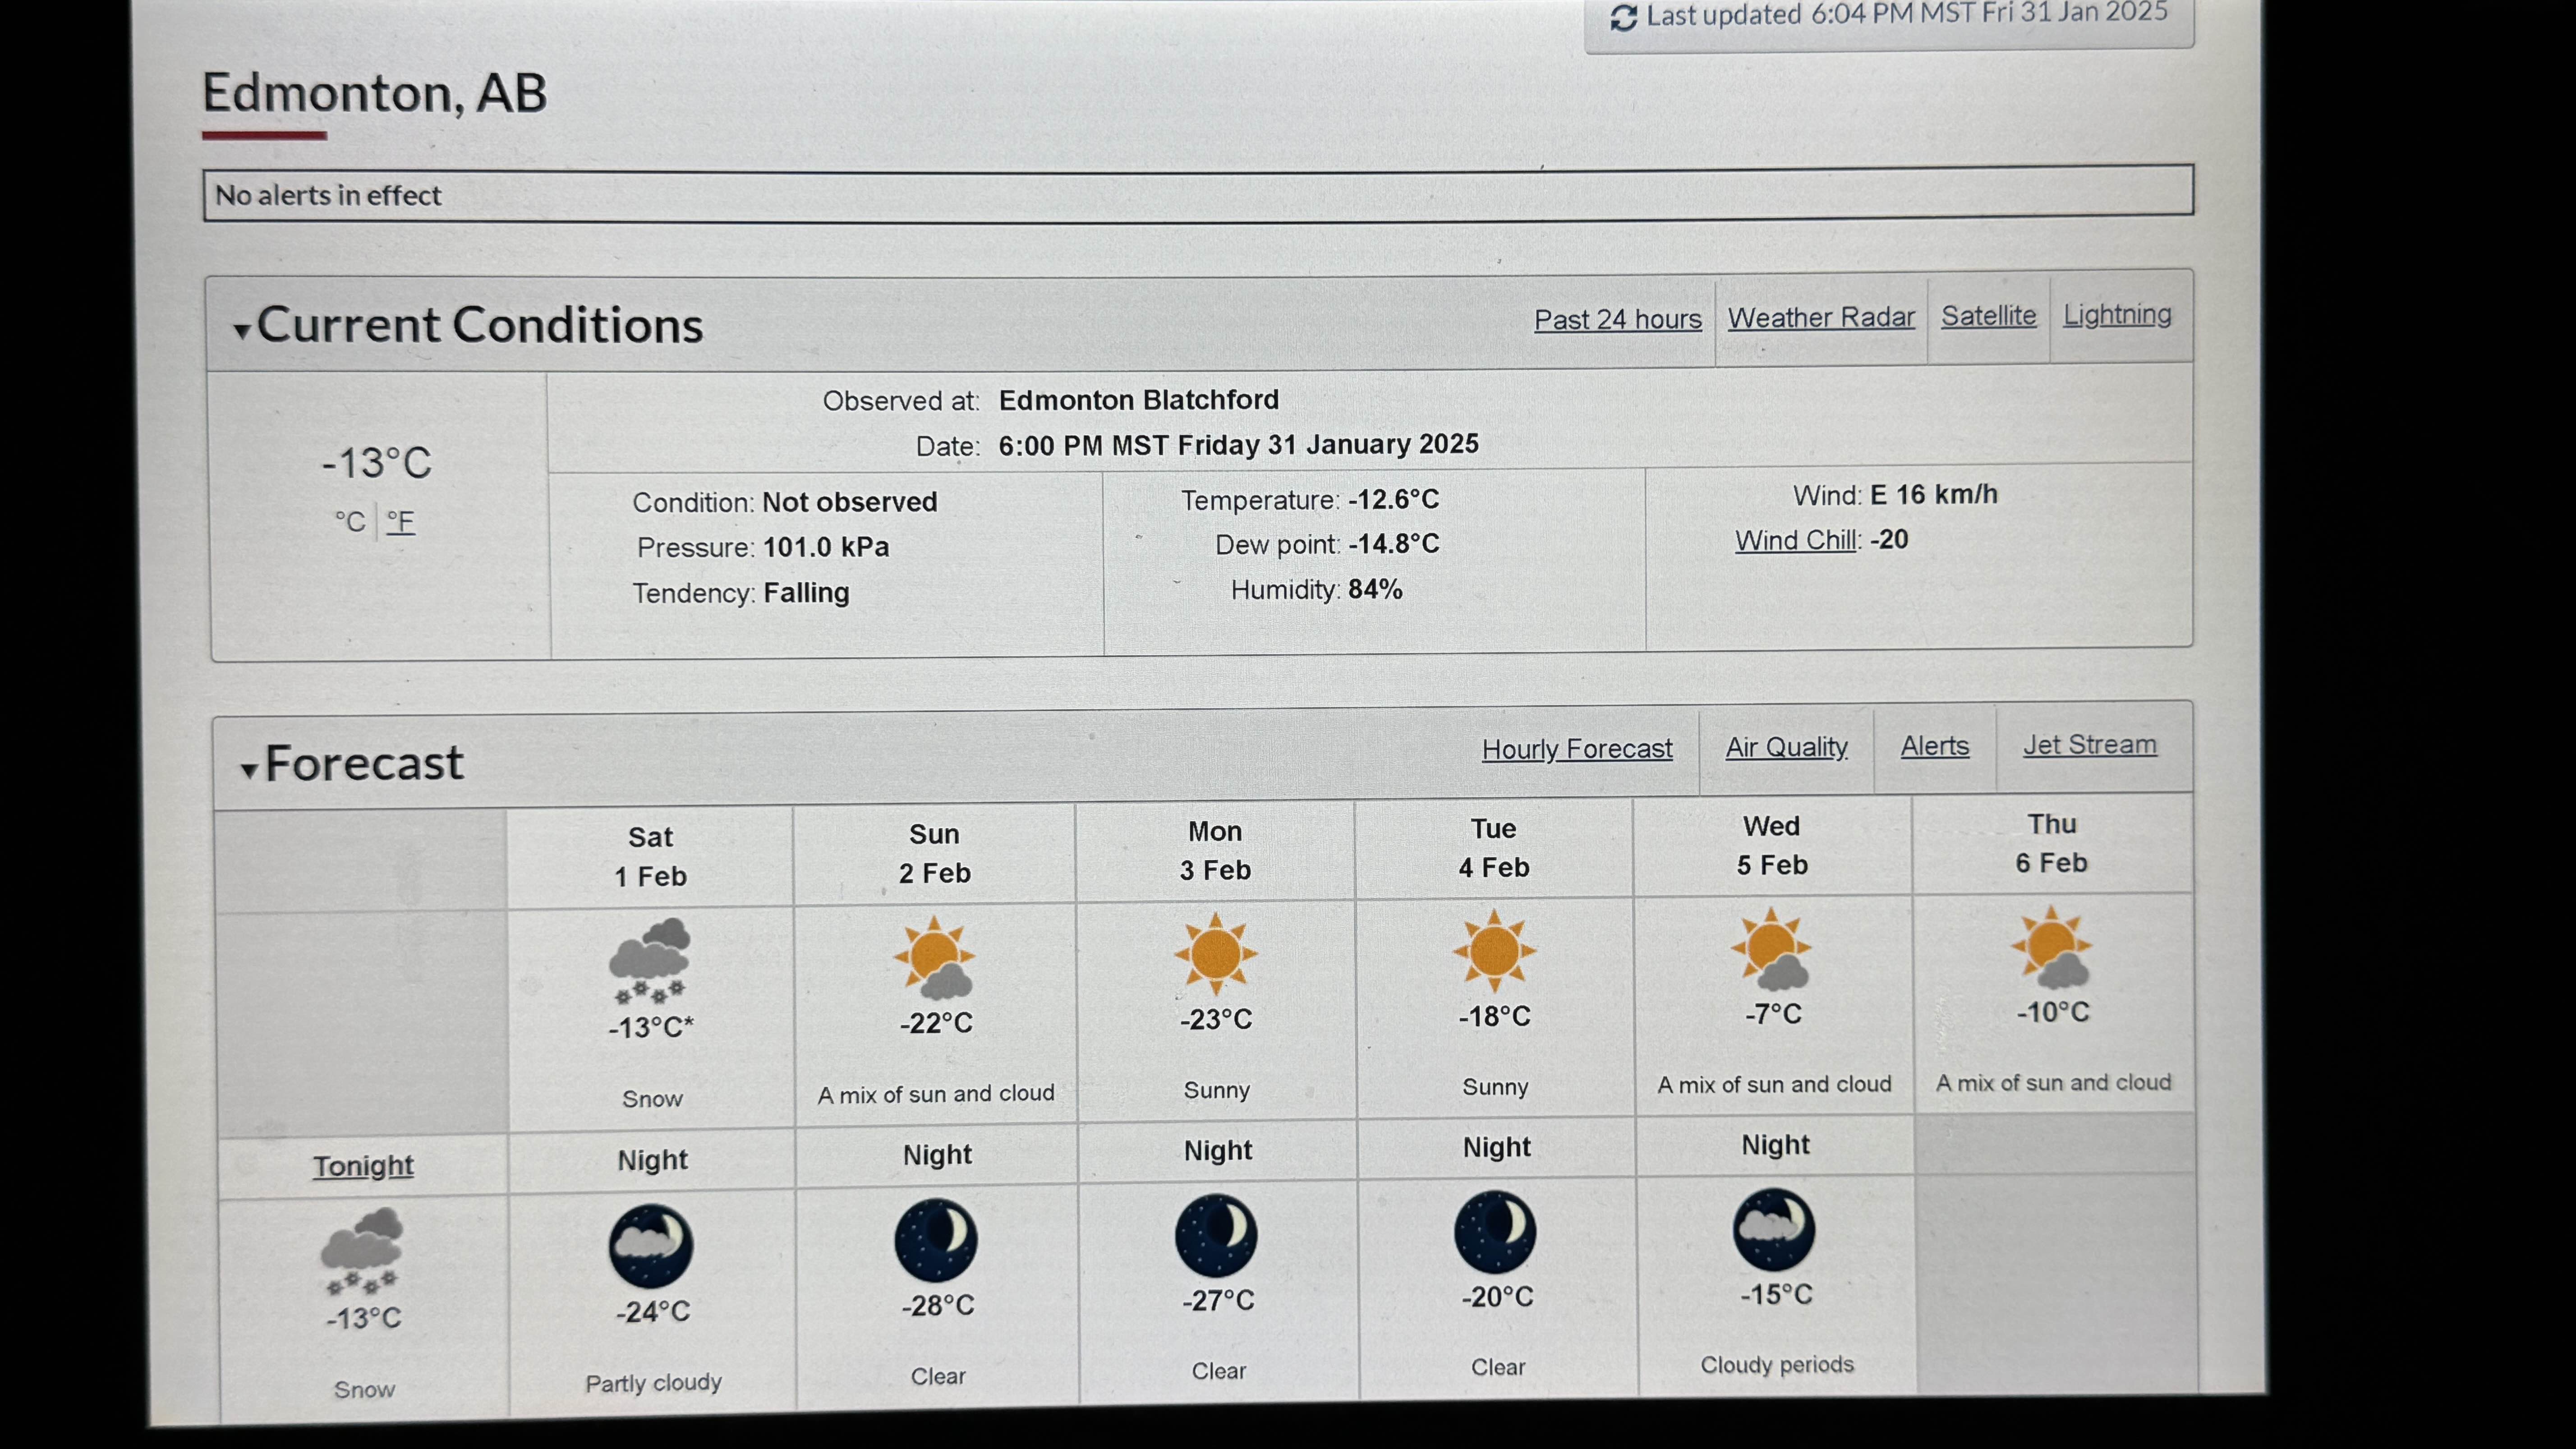 Last updated 6:04 PM MST Fri 31 Jan 2025
Edmonton, AB
No alerts in effect
▾Current Conditions
Past 24 hours Weather Radar Satellite Lightning
-13°C
°C | °F
Observed at: Edmonton Blatchford
Date: 6:00 PM MST Friday 31 January 2025
Condition: Not observed
Pressure: 101.0 kPa
Tendency: Falling
Temperature: -12.6°C
Dew point: -14.8°C
Humidity: 84%
Wind: E 16 km/h
Wind Chill: -20
▾Forecast
Hourly Forecast Air Quality Alerts Jet Stream
Sat Sun Mon Tue Wed Thu
1 Feb 2 Feb 3 Feb 4 Feb 5 Feb 6 Feb
-13°C* -22°C -23°C -18°C -7°C -10°C
Snow A mix of sun and cloud Sunny Sunny A mix of sun and cloud A mix of sun and cloud
Tonight Night Night Night Night Night
-13°C -24°C -28°C -27°C -20°C -15°C
Snow Partly cloudy Clear Clear Clear Cloudy periods